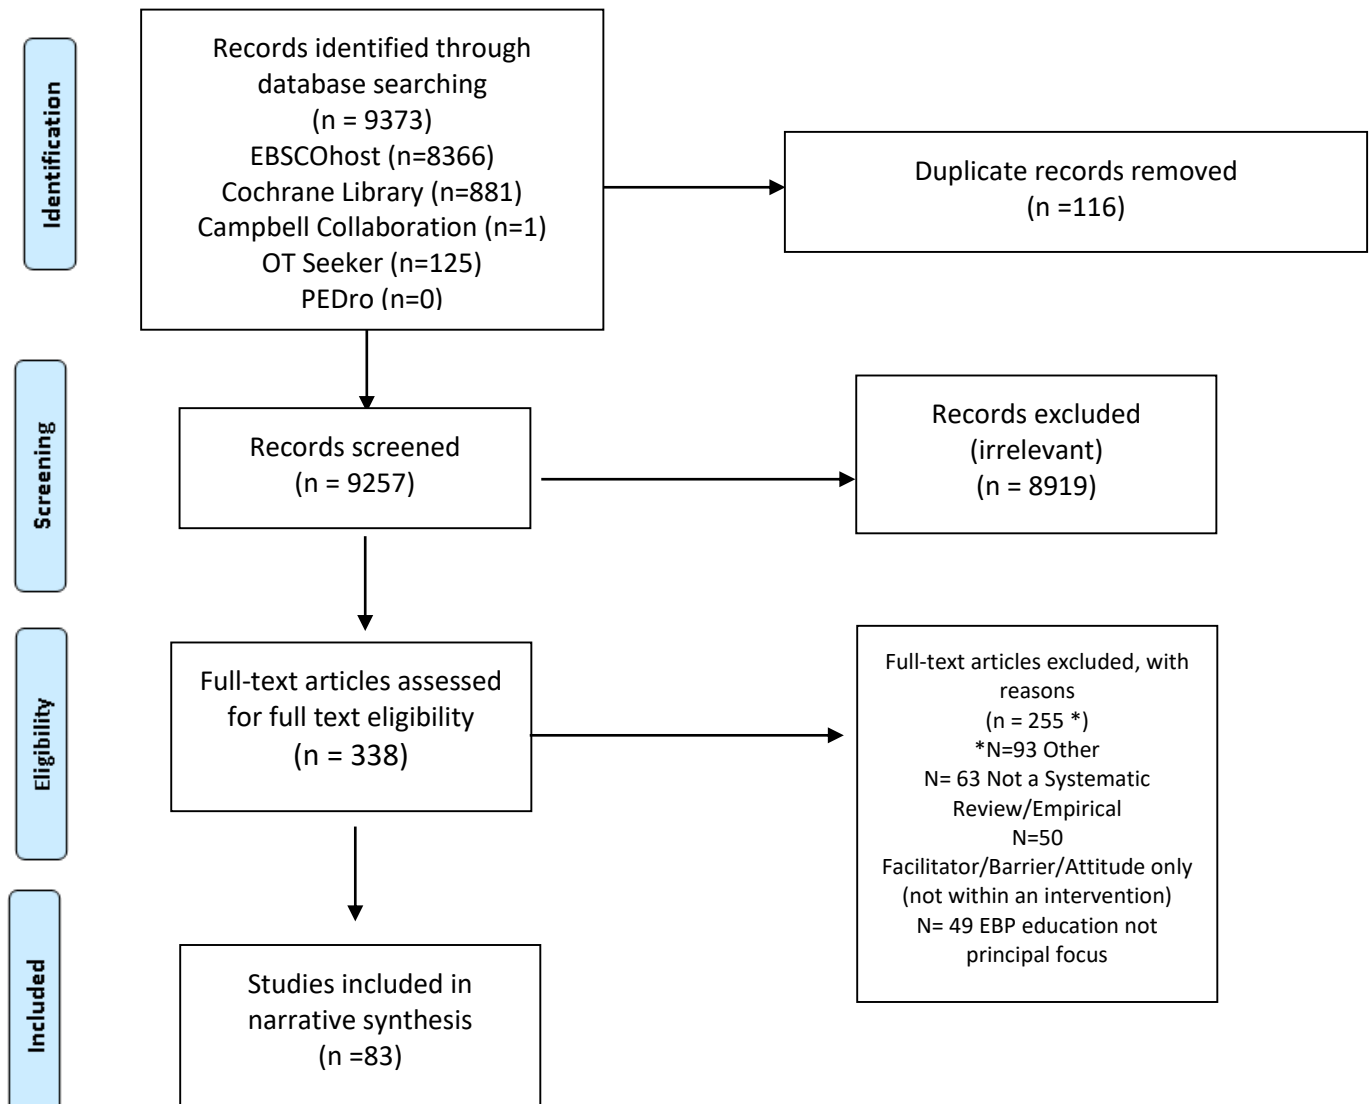 Identification
Records identified through
database searching
(n = 9373)
EBSCOhost (n=8366)
Cochrane Library (n=881)
Campbell Collaboration (n=1)
OT Seeker (n=125)
PEDro (n=0)
Duplicate records removed
(n =116)
Screening
Records screened
(n = 9257)
Records excluded
(irrelevant)
(n = 8919)
Eligibility
Full-text articles assessed
for full text eligibility
(n = 338)
Full-text articles excluded, with
reasons
(n = 255 *)
*N=93 Other
N= 63 Not a Systematic
Review/Empirical
N=50
Facilitator/Barrier/Attitude only
(not within an intervention)
N= 49 EBP education not
principal focus
Included
Studies included in
narrative synthesis
(n =83)